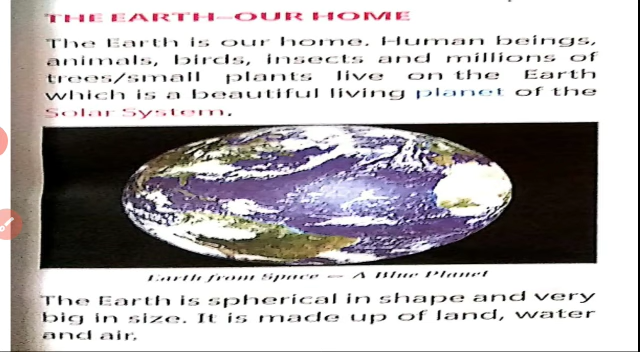 THE EARTH–OUR HOME
The Earth is our home. Human beings,
animals, birds, insects and millions of
trees/small plants live on the Earth
which is a beautiful living planet of the
Solar System.
Earth from Space – A Blue Planet
The Earth is spherical in shape and very
big in size. It is made up of land, water
and air.